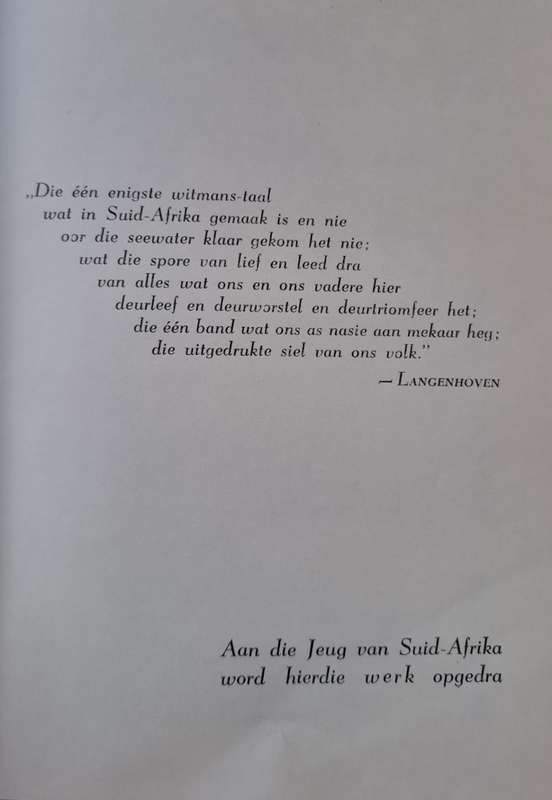 „Die één enigste witmans-taal
wat in Suid-Afrika gemaak is en nie
oor die seewater klaar gekom het nie;
wat die spore van lief en leed dra
van alles wat ons en ons vadere hier
deurleef en deurworstel en deurtriomfeer het;
die één band wat ons as nasie aan mekaar heg;
die uitgedrukte siel van ons volk.”
— LANGENHOVEN
Aan die Jeug van Suid-Afrika
word hierdie werk opgedra